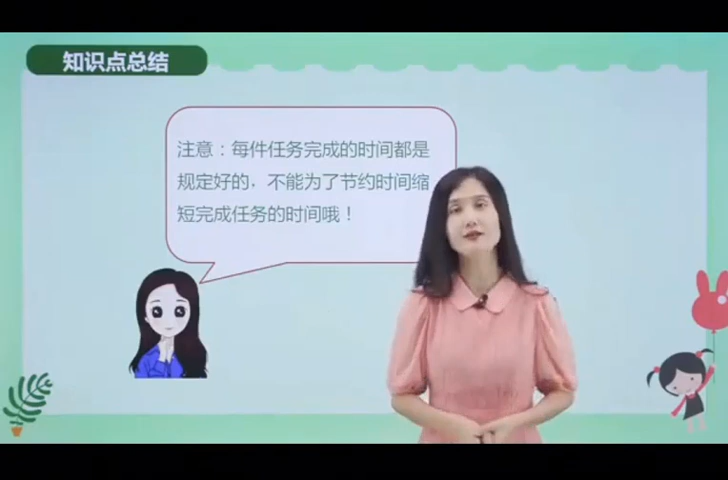 知识点总结
注意：每件任务完成的时间都是
规定好的，不能为了节约时间缩
短完成任务的时间哦！